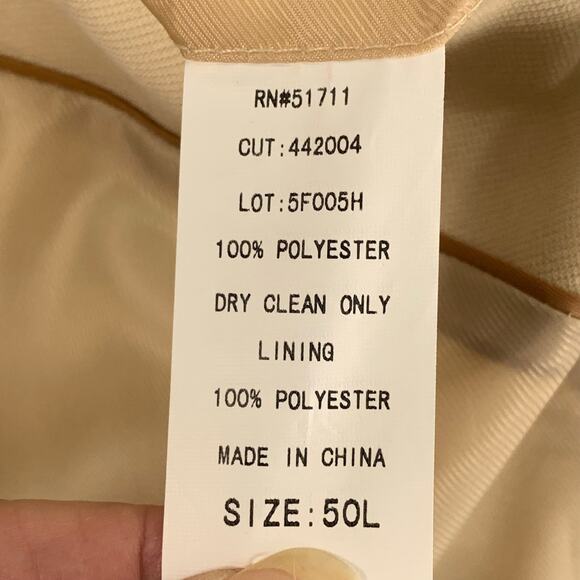 RN#51711
CUT:442004
LOT:5F005H
100% POLYESTER
DRY CLEAN ONLY
LINING
100% POLYESTER
MADE IN CHINA
SIZE:50L